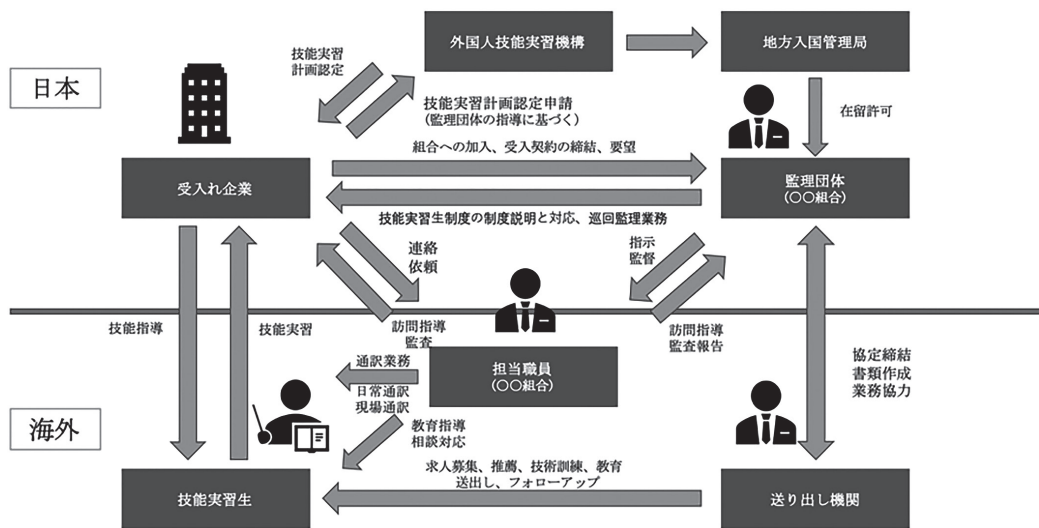 外国人技能実習機構
地方入国管理局
日本
技能実習
計画認定
技能実習計画認定申請
(監理団体の指導に基づく)
在留許可
組合への加入、受入契約の締結、要望
受入れ企業
監理団体
(〇〇組合)
技能実習生制度の制度説明と対応、巡回監理業務
連絡
依頼
指示
監督
技能指導
技能実習
訪問指導
監査
訪問指導
監査報告
担当職員
(〇〇組合)
通訳業務
日常通訳
現場通訳
協定締結
書類作成
業務協力
海外
教育指導
相談対応
求人募集、推薦、技術訓練、教育
送出し、フォローアップ
技能実習生
送り出し機関